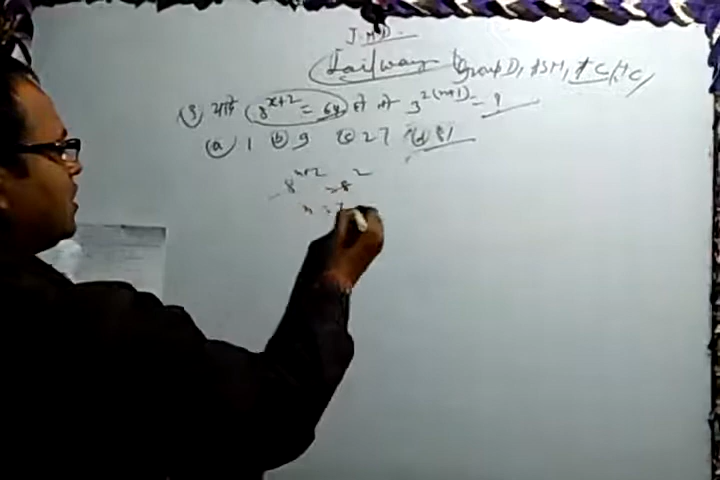 J.M.D.
Railway Group D, ASM, TC/CC,
Q यदि 8^{x+2} = 64 हो तो 3^{2(x+1)} = ?
(a) 1 (b) 9 (c) 27 (d) 81
8^{x+2} = 8^2
x =